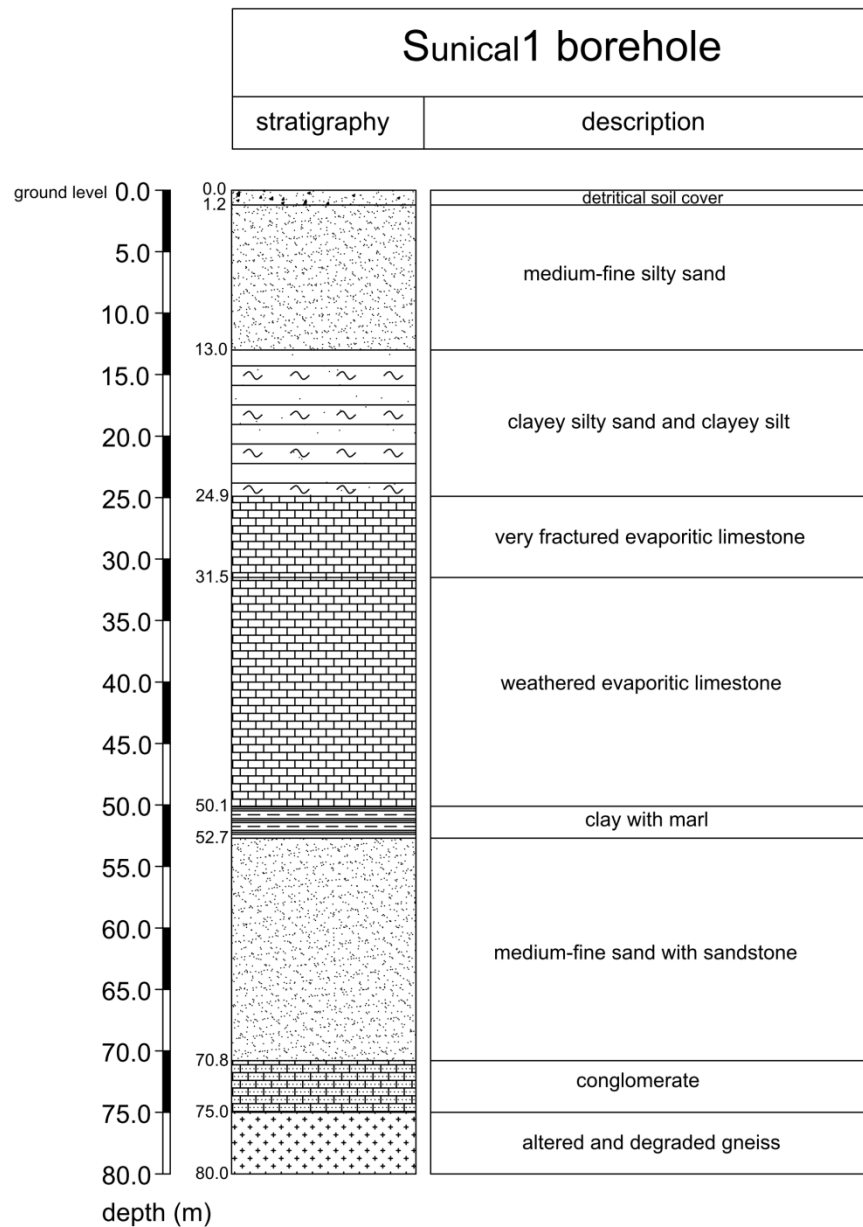 Sunical1 borehole
stratigraphy description
ground level 0.0 0.0 detritical soil cover
1.2
5.0 medium-fine silty sand
10.0
13.0
15.0
clayey silty sand and clayey silt
20.0
25.0 24.9
very fractured evaporitic limestone
30.0
31.5
35.0
40.0 weathered evaporitic limestone
45.0
50.0 50.1
clay with marl
52.7
55.0
60.0
medium-fine sand with sandstone
65.0
70.0 70.8
conglomerate
75.0 75.0
altered and degraded gneiss
80.0 80.0
depth (m)